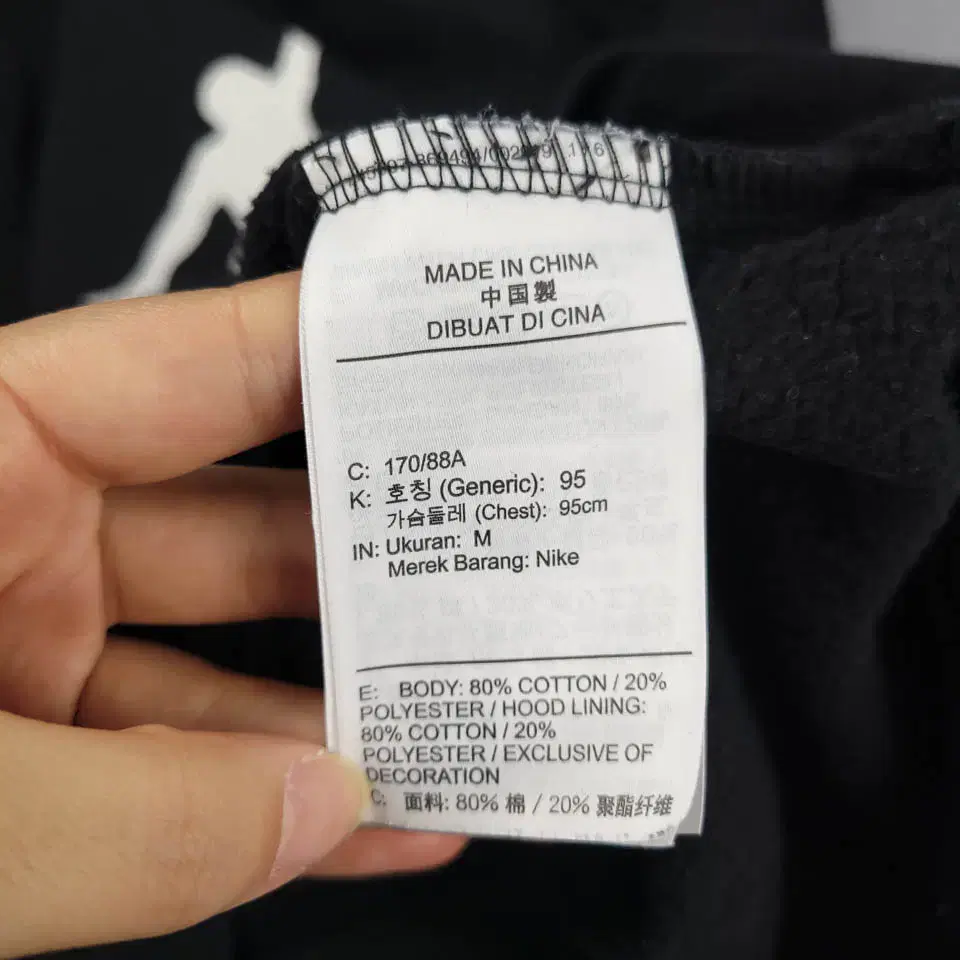 MADE IN CHINA
中国製
DIBUAT DI CINA
C: 170/88A
K: 호칭 (Generic): 95
가슴둘레 (Chest): 95cm
IN: Ukuran: M
Merek Barang: Nike
E: BODY: 80% COTTON / 20%
POLYESTER / HOOD LINING:
80% COTTON / 20%
POLYESTER / EXCLUSIVE OF
DECORATION
C: 面料: 80% 棉 / 20% 聚酯纤维